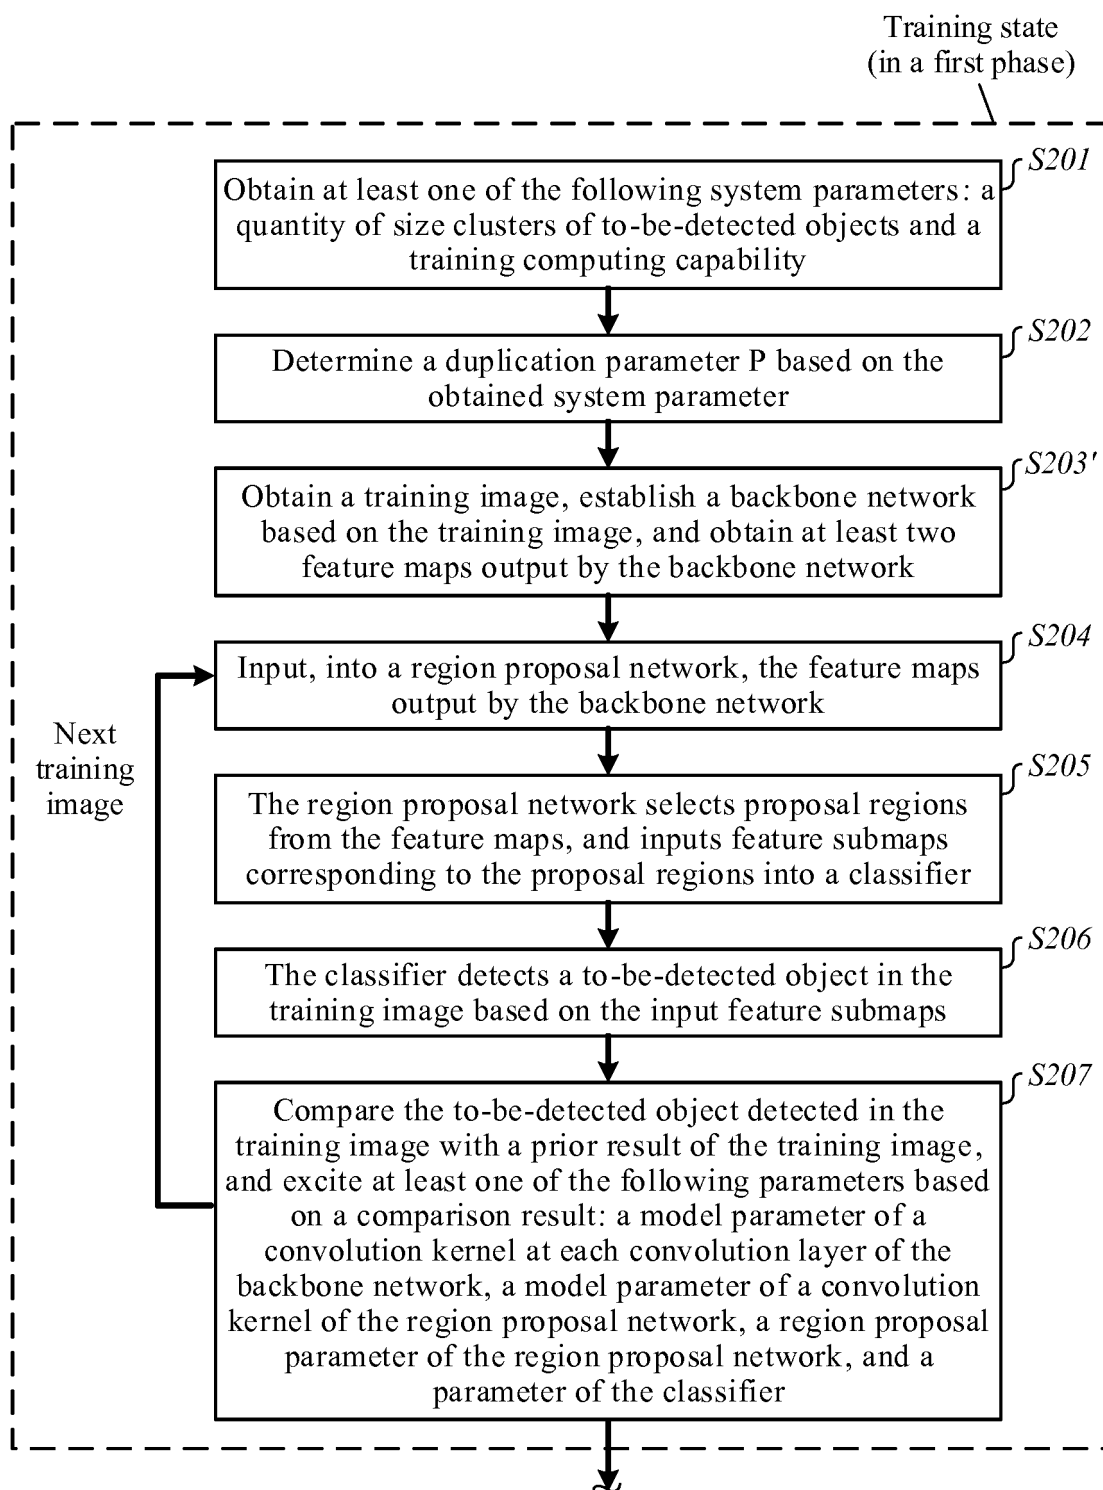 Training state
(in a first phase)
S201
Obtain at least one of the following system parameters: a
quantity of size clusters of to-be-detected objects and a
training computing capability
S202
Determine a duplication parameter P based on the
obtained system parameter
S203'
Obtain a training image, establish a backbone network
based on the training image, and obtain at least two
feature maps output by the backbone network
S204
Input, into a region proposal network, the feature maps
output by the backbone network
Next
training
image
S205
The region proposal network selects proposal regions
from the feature maps, and inputs feature submaps
corresponding to the proposal regions into a classifier
S206
The classifier detects a to-be-detected object in the
training image based on the input feature submaps
S207
Compare the to-be-detected object detected in the
training image with a prior result of the training image,
and excite at least one of the following parameters based
on a comparison result: a model parameter of a
convolution kernel at each convolution layer of the
backbone network, a model parameter of a convolution
kernel of the region proposal network, a region proposal
parameter of the region proposal network, and a
parameter of the classifier